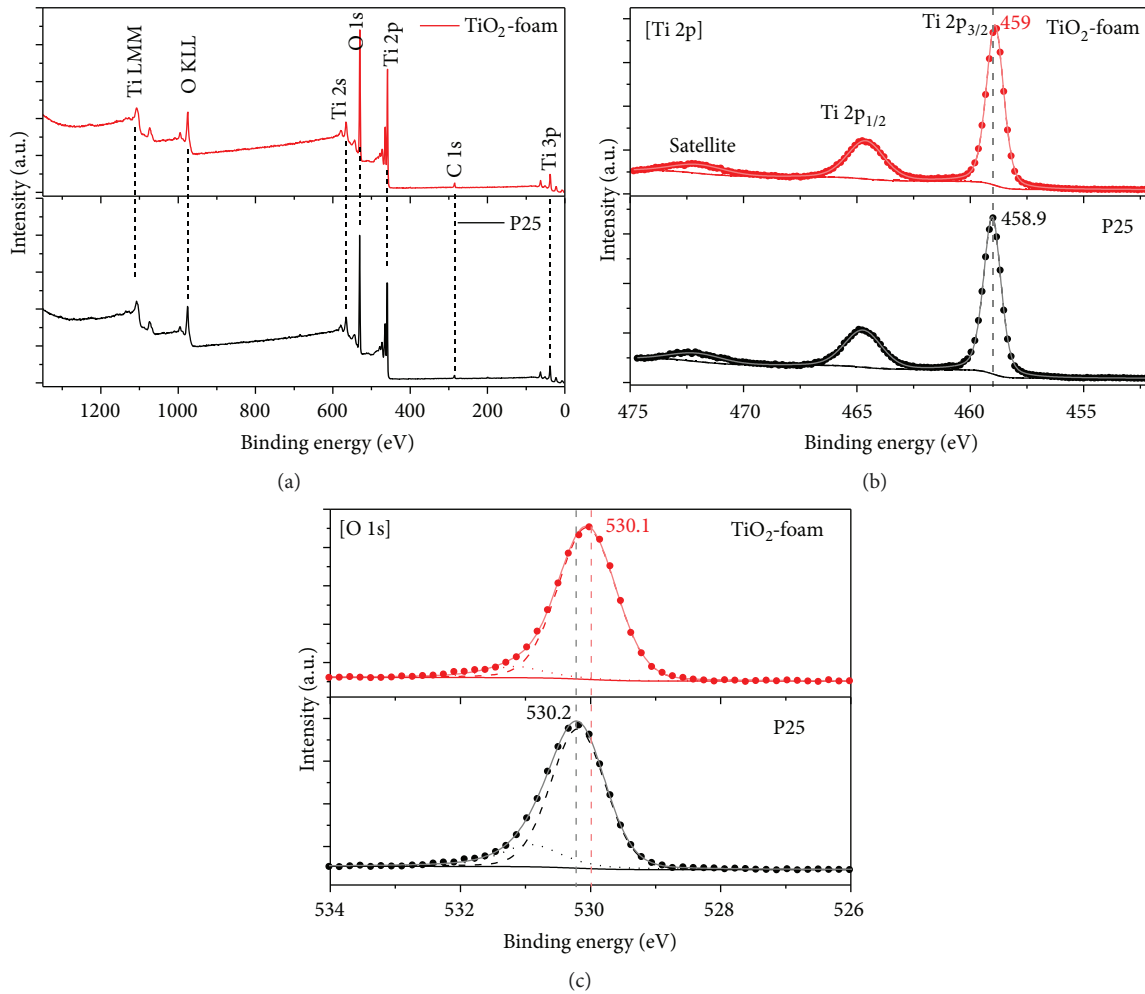 TiO2-foam
Ti LMM
O KLL
Ti 2s
O 1s
Ti 2p
C 1s
Ti 3p
P25
Intensity (a.u.)
1200 1000 800 600 400 200 0
Binding energy (eV)
(a)
[Ti 2p]
Ti 2p3/2
TiO2-foam
459
Ti 2p1/2
Satellite
458.9
P25
Intensity (a.u.)
475 470 465 460 455
Binding energy (eV)
(b)
[O 1s]
530.1
TiO2-foam
530.2
P25
Intensity (a.u.)
534 532 530 528 526
Binding energy (eV)
(c)